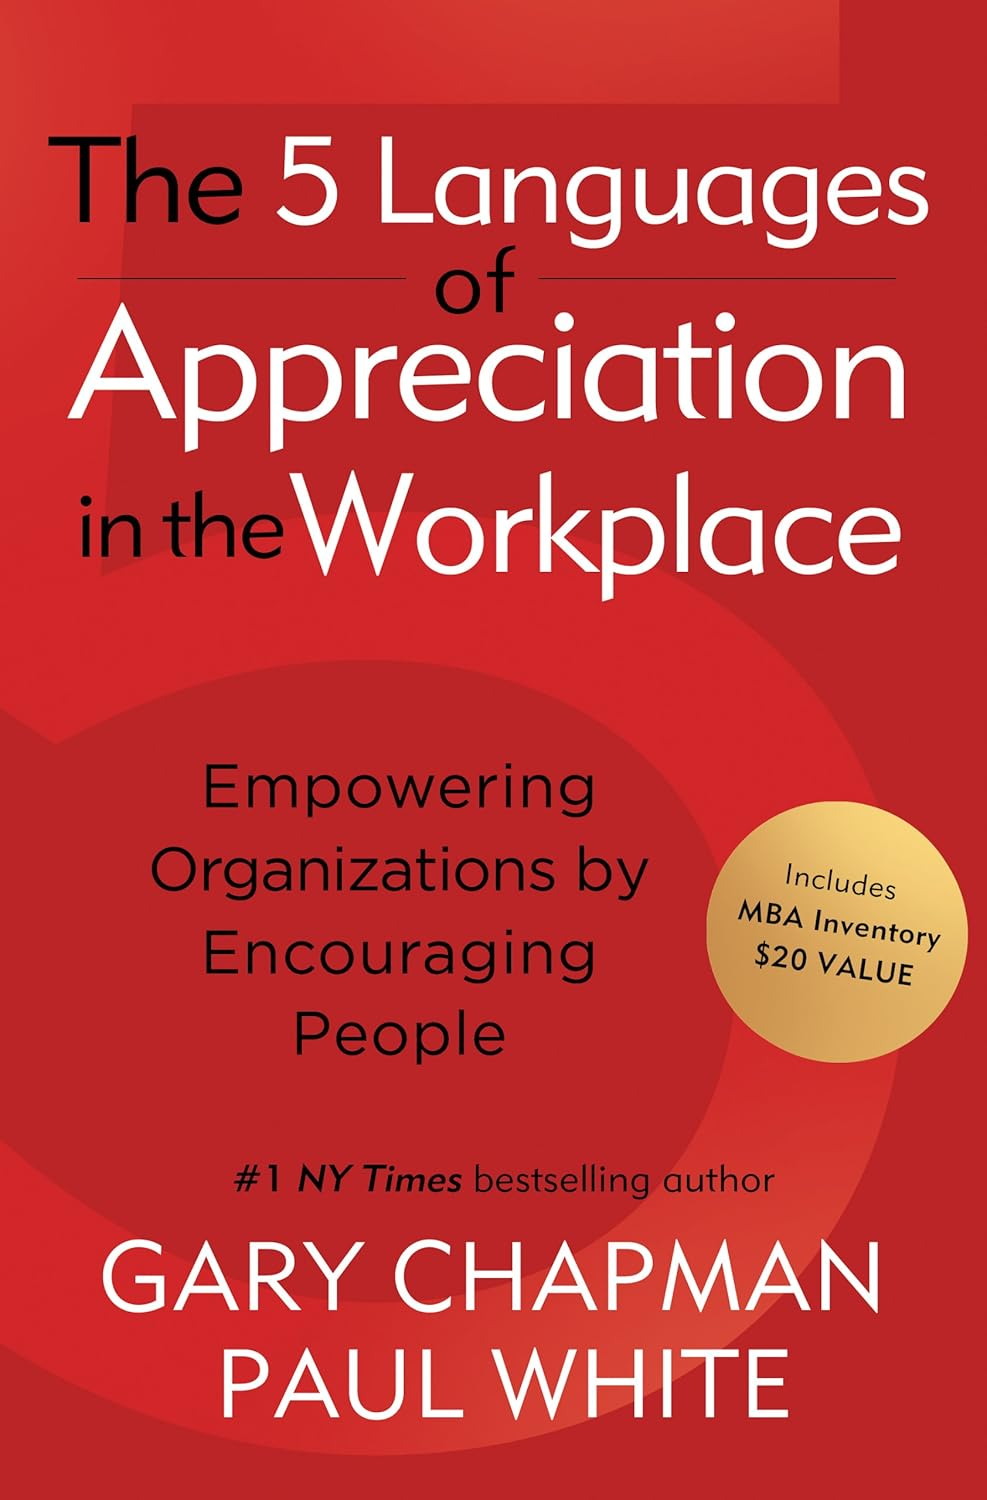 The 5 Languages
of
Appreciation
in the Workplace
Empowering
Organizations by
Encouraging
People
Includes
MBA Inventory
$20 VALUE
#1 NY Times bestselling author
GARY CHAPMAN
PAUL WHITE